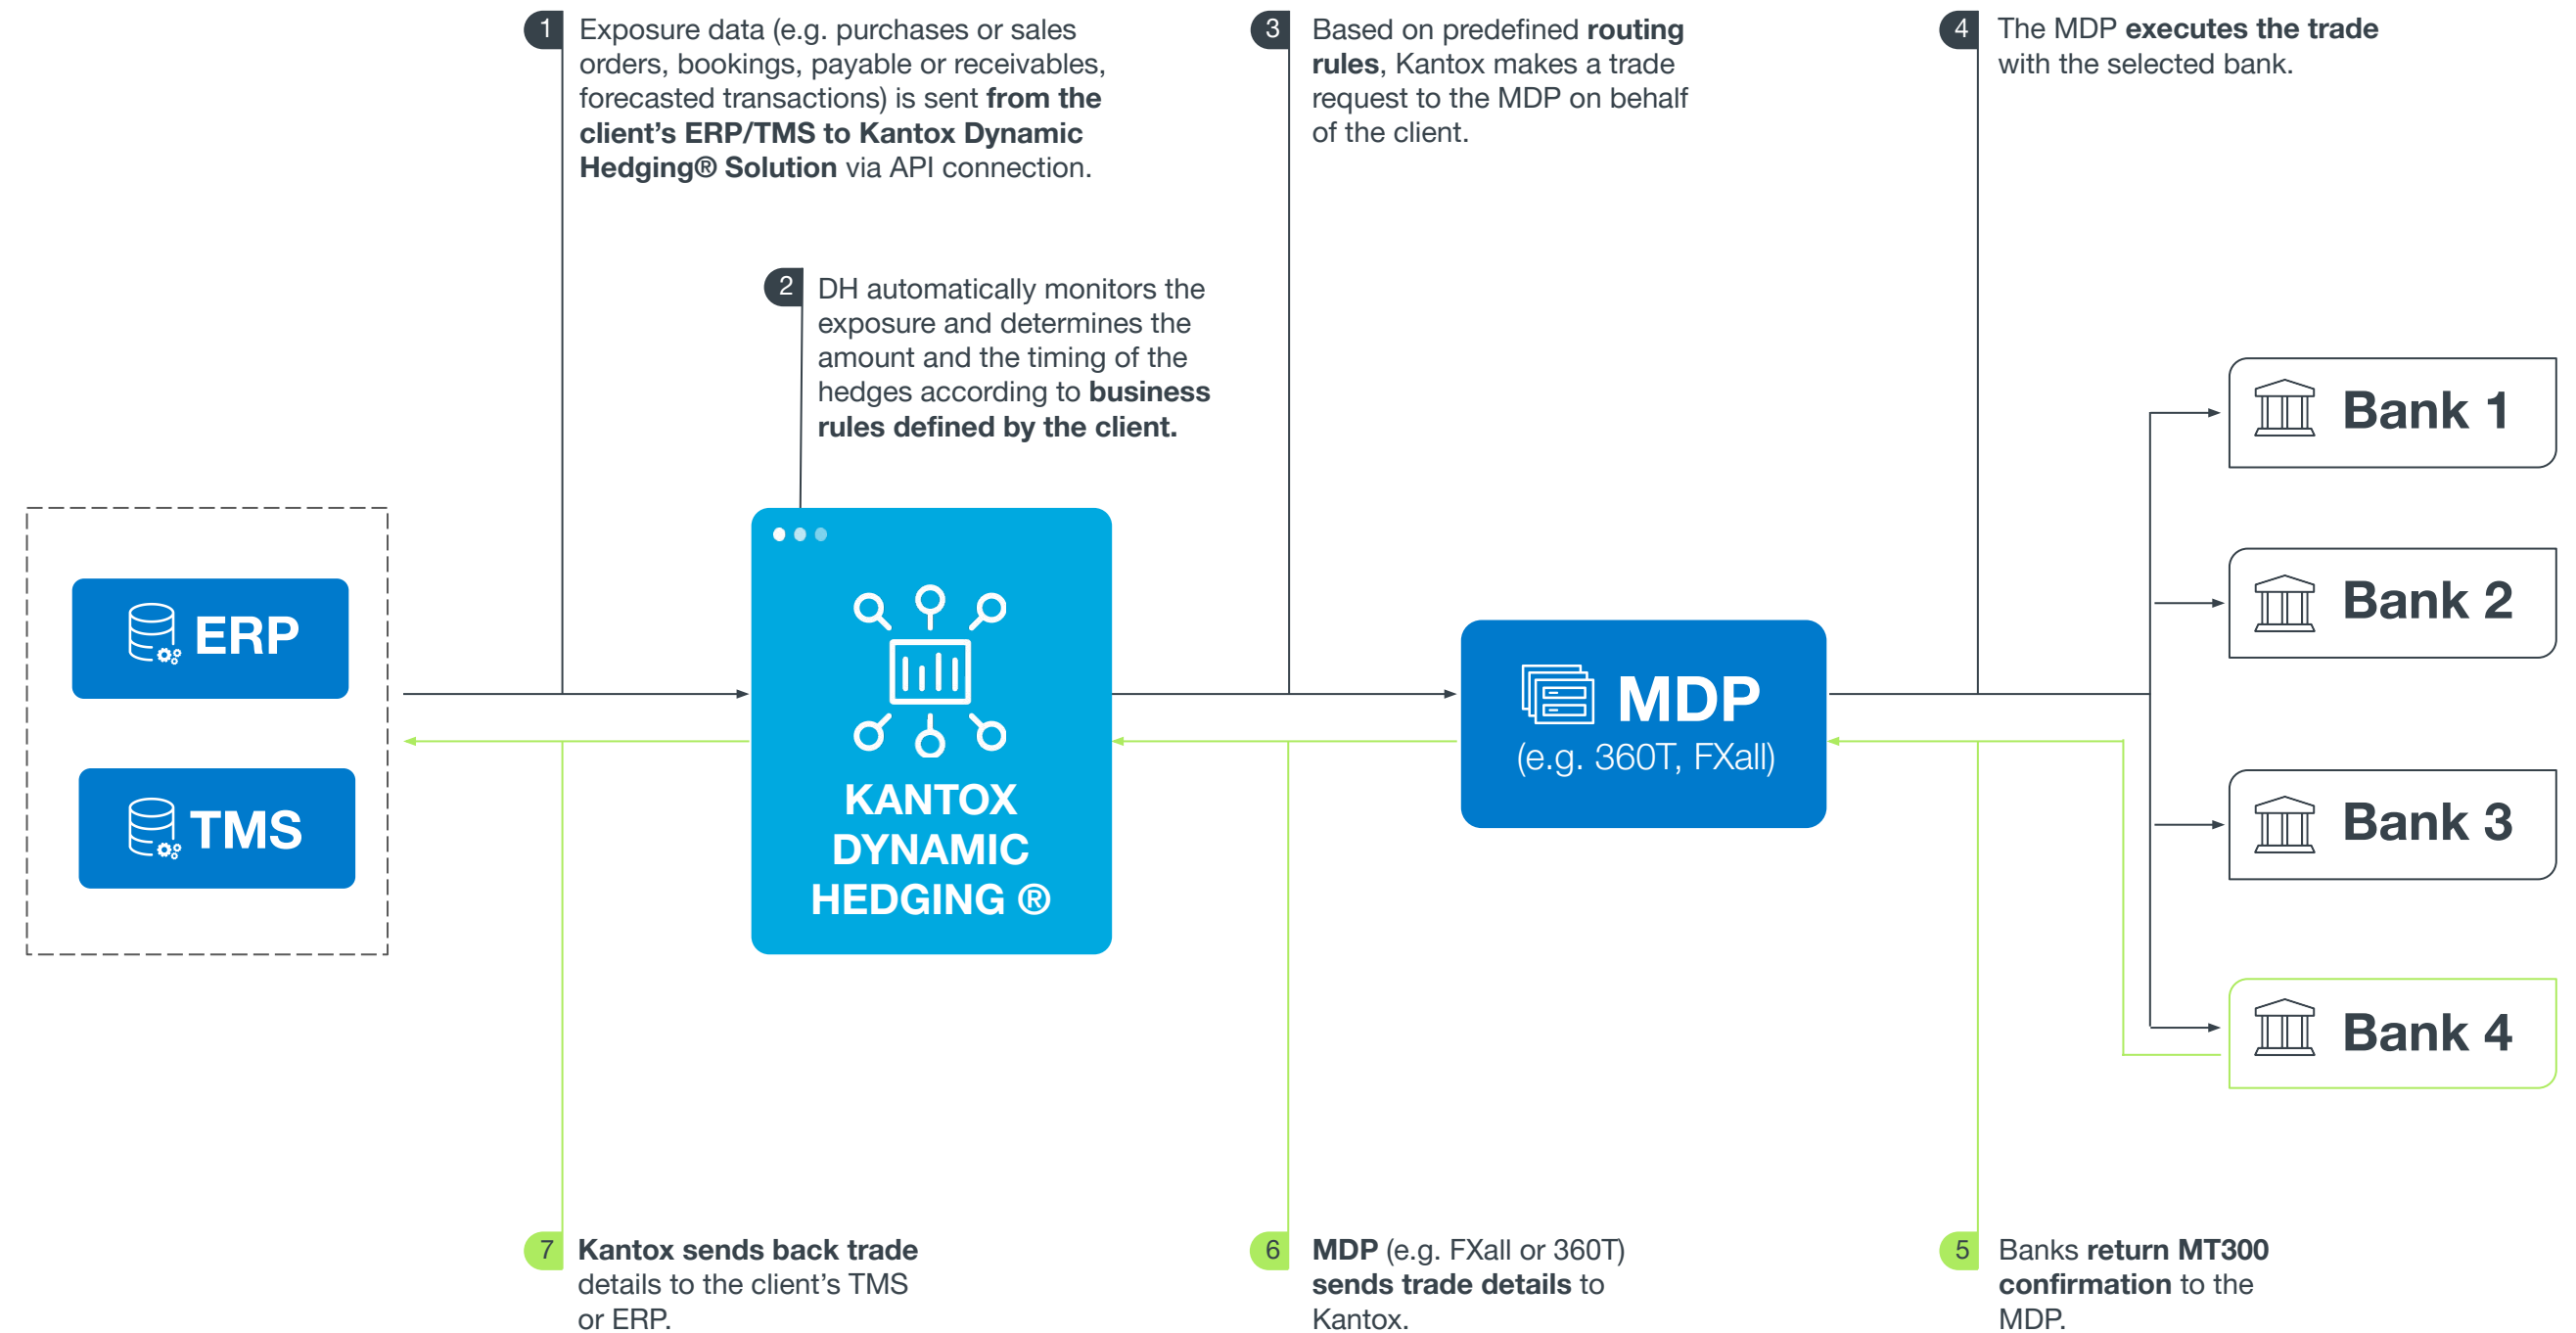 1
Exposure data (e.g. purchases or sales
orders, bookings, payable or receivables,
forecasted transactions) is sent from the
client’s ERP/TMS to Kantox Dynamic
Hedging® Solution via API connection.
2
DH automatically monitors the
exposure and determines the
amount and the timing of the
hedges according to business
rules defined by the client.
3
Based on predefined routing
rules, Kantox makes a trade
request to the MDP on behalf
of the client.
4
The MDP executes the trade
with the selected bank.
ERP
TMS
KANTOX
DYNAMIC
HEDGING ®
MDP
(e.g. 360T, FXall)
Bank 1
Bank 2
Bank 3
Bank 4
7
Kantox sends back trade
details to the client’s TMS
or ERP.
6
MDP (e.g. FXall or 360T)
sends trade details to
Kantox.
5
Banks return MT300
confirmation to the
MDP.